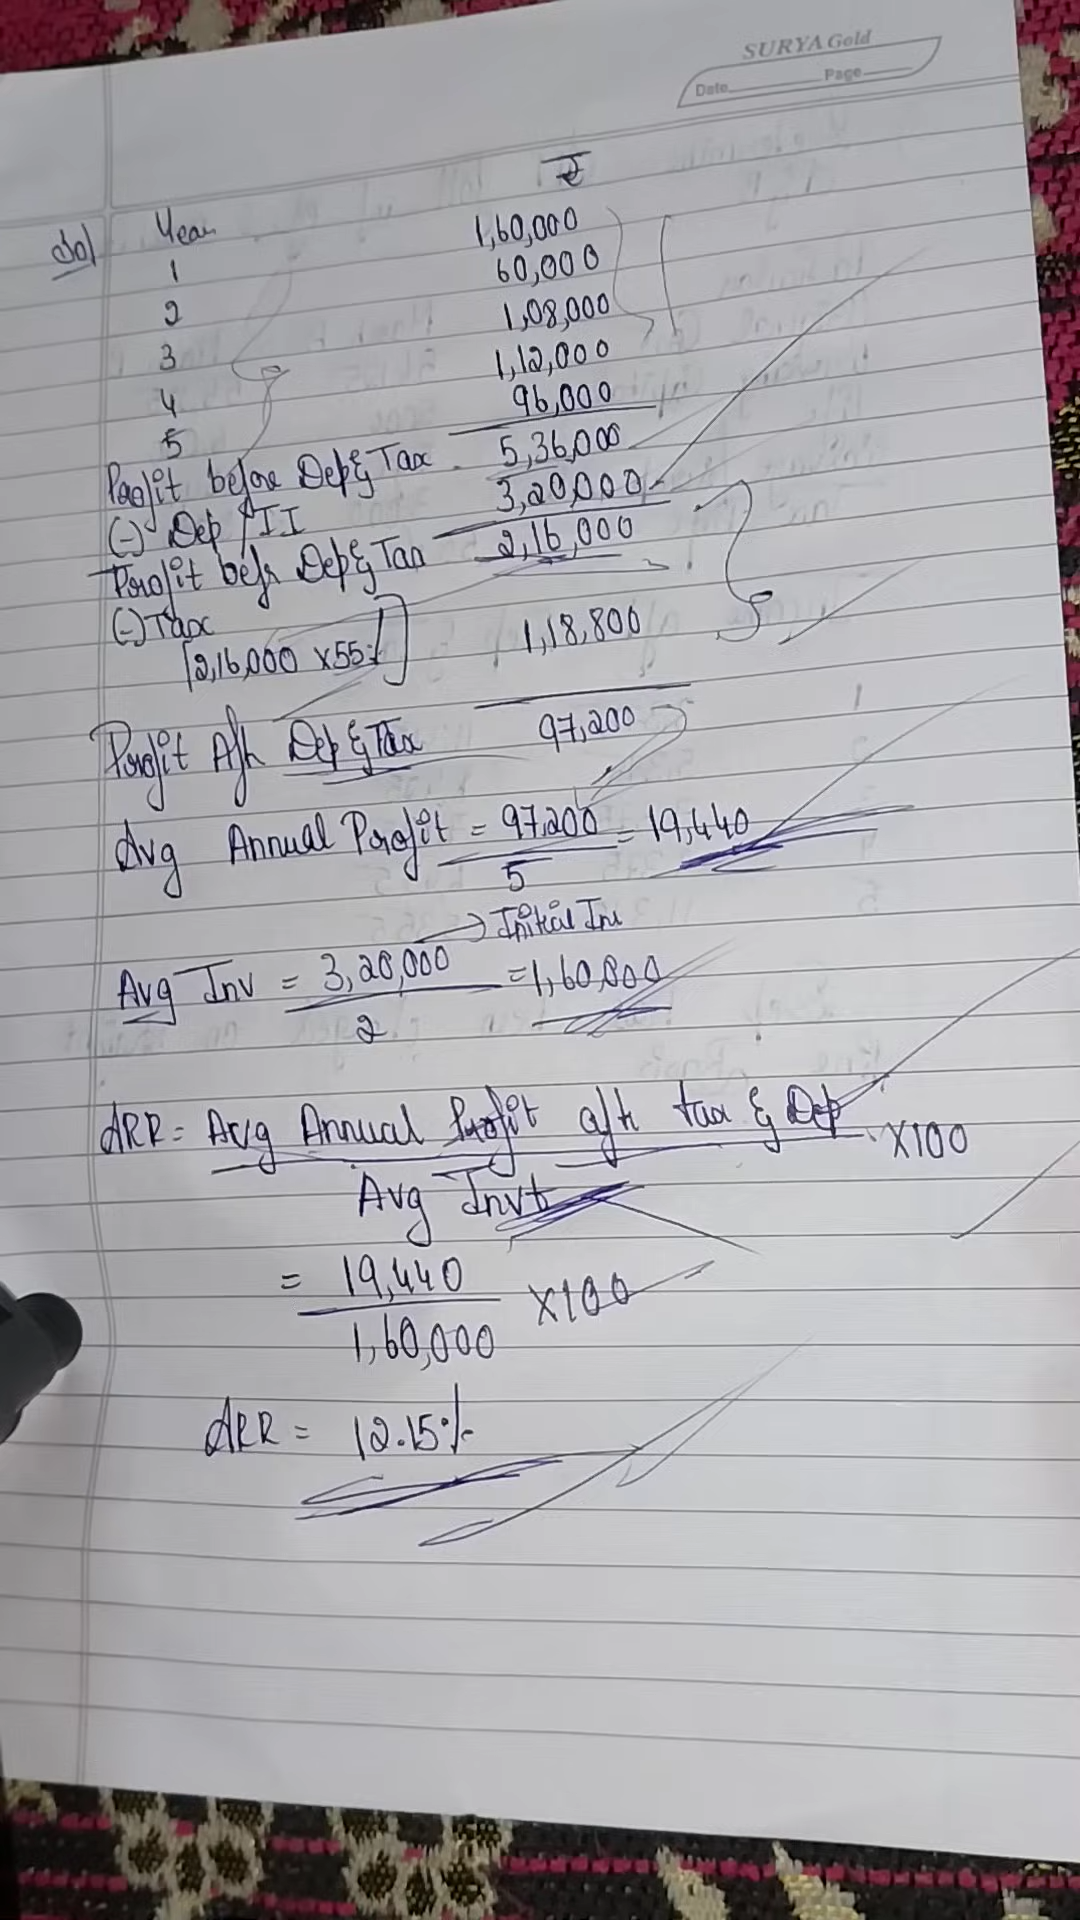 SURYA Gold
Date Page
₹
Sol Year
1 1,60,000
2 60,000
3 1,08,000
4 1,12,000
5 96,000
Profit before Dep & Tax 5,36,000
(-) Dep / II 3,20,000
Profit befr Dep & Tax 2,16,000
(-) Tax
[2,16,000 x 55%] 1,18,800
Profit Aft Dep & Tax 97,200
Avg Annual Profit = 97,200 = 19,440
5
→ Initial Inv
Avg Inv = 3,20,000 = 1,60,000
2
ARR = Avg Annual Profit aft tax & Dep x100
Avg Invt
= 19,440 x100
1,60,000
ARR = 12.15%